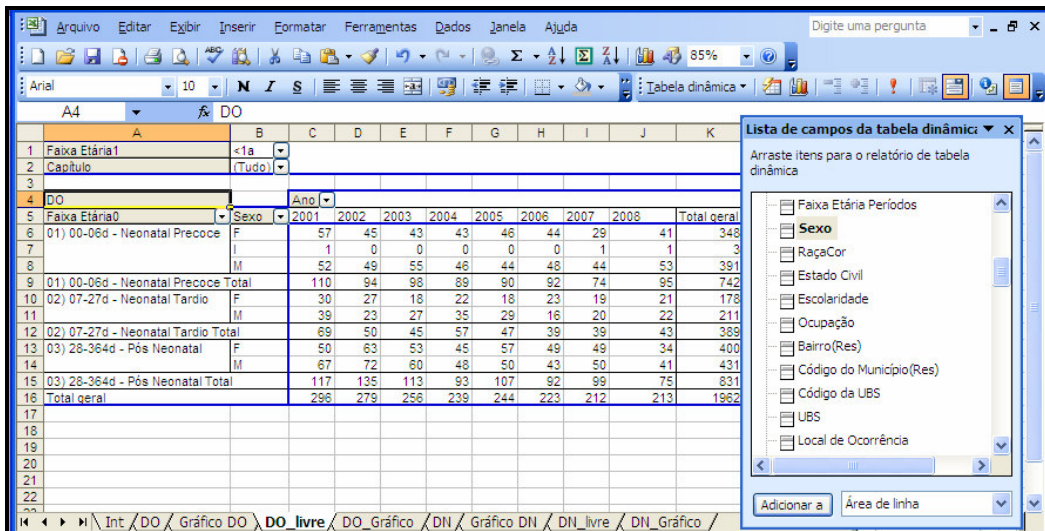 Arquivo Editar Exibir Inserir Formatar Ferramentas Dados Janela Ajuda Digite uma pergunta
85%
Arial 10 N I S Tabela dinâmica
A4 fx DO
A B C D E F G H I J K
1 Faixa Etária1 <1a
2 Capítulo (Tudo)
3
4 DO Ano
5 Faixa Etária0 Sexo 2001 2002 2003 2004 2005 2006 2007 2008 Total geral
6 01) 00-06d - Neonatal Precoce F 57 45 43 43 46 44 29 41 348
7 I 1 0 0 0 0 0 1 1 3
8 M 52 49 55 46 44 48 44 53 391
9 01) 00-06d - Neonatal Precoce Total 110 94 98 89 90 92 74 95 742
10 02) 07-27d - Neonatal Tardio F 30 27 18 22 18 23 19 21 178
11 M 39 23 27 35 29 16 20 22 211
12 02) 07-27d - Neonatal Tardio Total 69 50 45 57 47 39 39 43 389
13 03) 28-364d - Pós Neonatal F 50 63 53 45 57 49 49 34 400
14 M 67 72 60 48 50 43 50 41 431
15 03) 28-364d - Pós Neonatal Total 117 135 113 93 107 92 99 75 831
16 Total geral 296 279 256 239 244 223 212 213 1962
17
18
19
20
21
22
Int DO Gráfico DO DO_livre DO_Gráfico DN Gráfico DN DN_livre DN_Gráfico
Lista de campos da tabela dinâmica
Arraste itens para o relatório de tabela
dinâmica
Faixa Etária Períodos
Sexo
RaçaCor
Estado Civil
Escolaridade
Ocupação
Bairro(Res)
Código do Município(Res)
Código da UBS
UBS
Local de Ocorrência
Adicionar a Área de linha